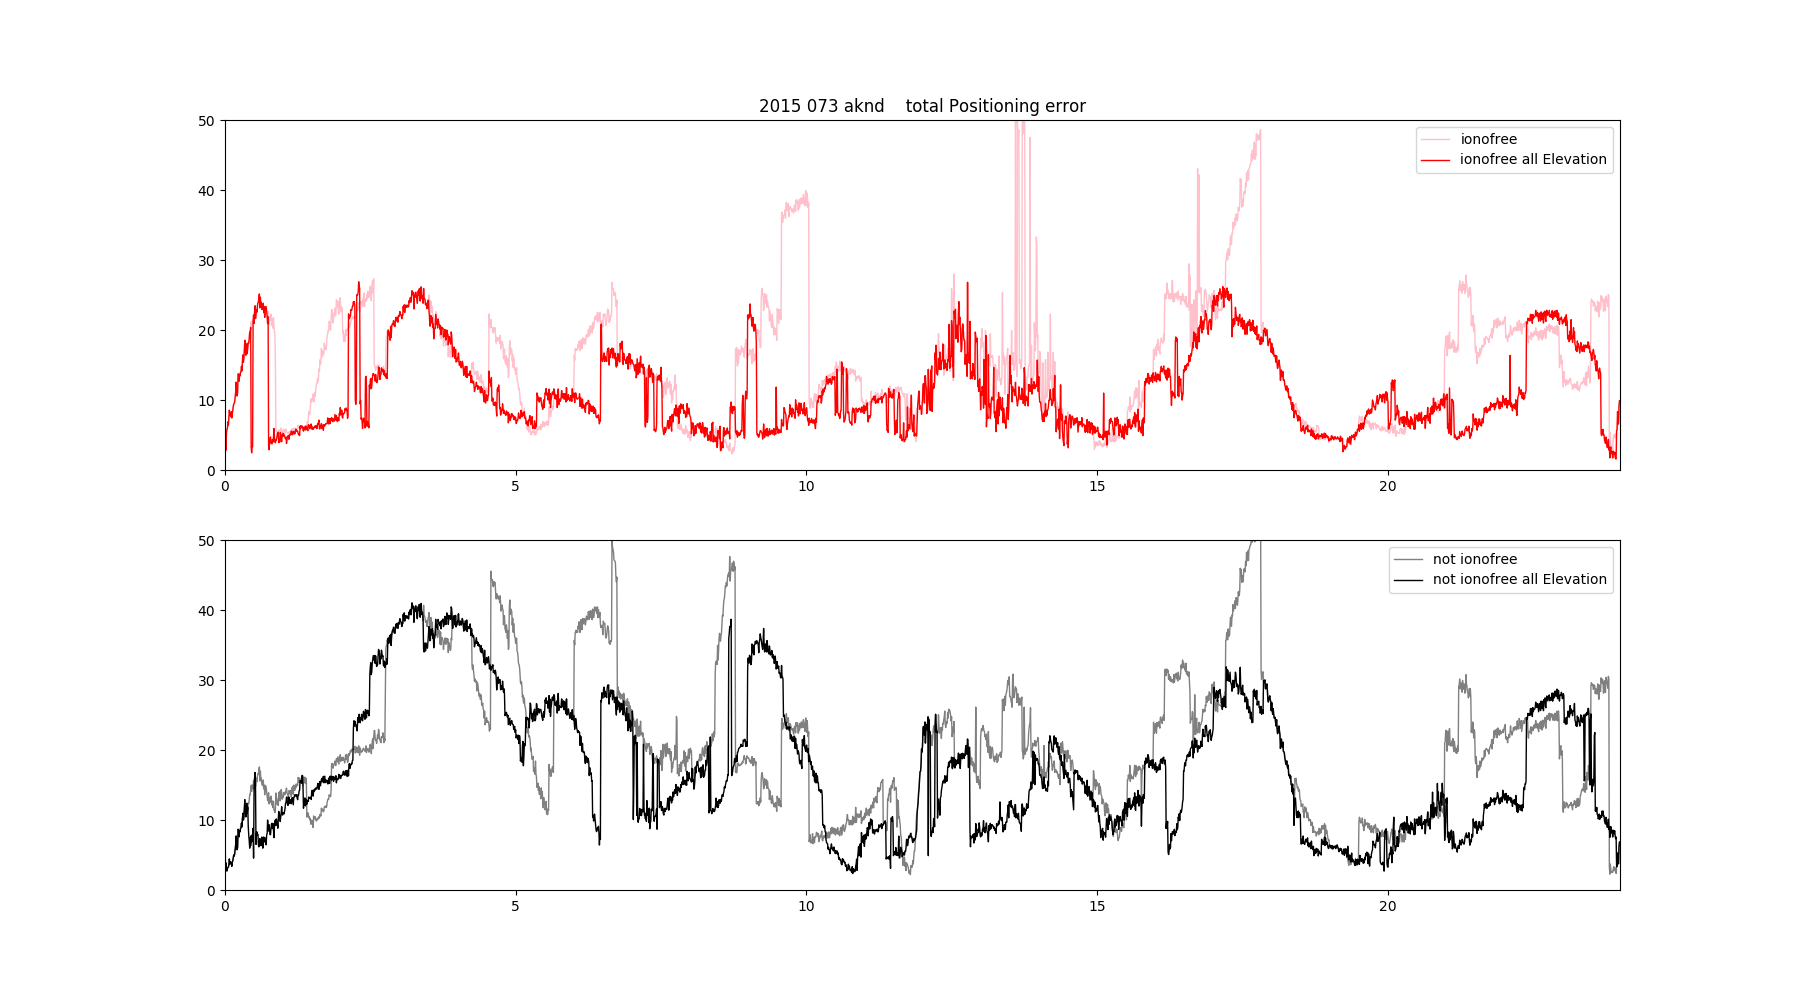 2015 073 aknd    total Positioning error
50
40
30
20
10
0
ionofree
ionofree all Elevation
0 5 10 15 20
50
40
30
20
10
0
not ionofree
not ionofree all Elevation
0 5 10 15 20